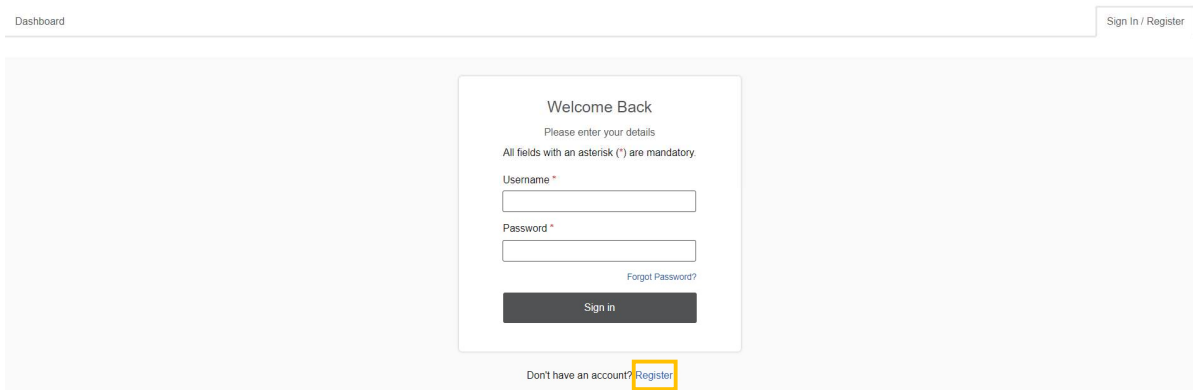 Dashboard
Sign In / Register
Welcome Back
Please enter your details
All fields with an asterisk (*) are mandatory.
Username *
Password *
Forgot Password?
Sign in
Don't have an account? Register